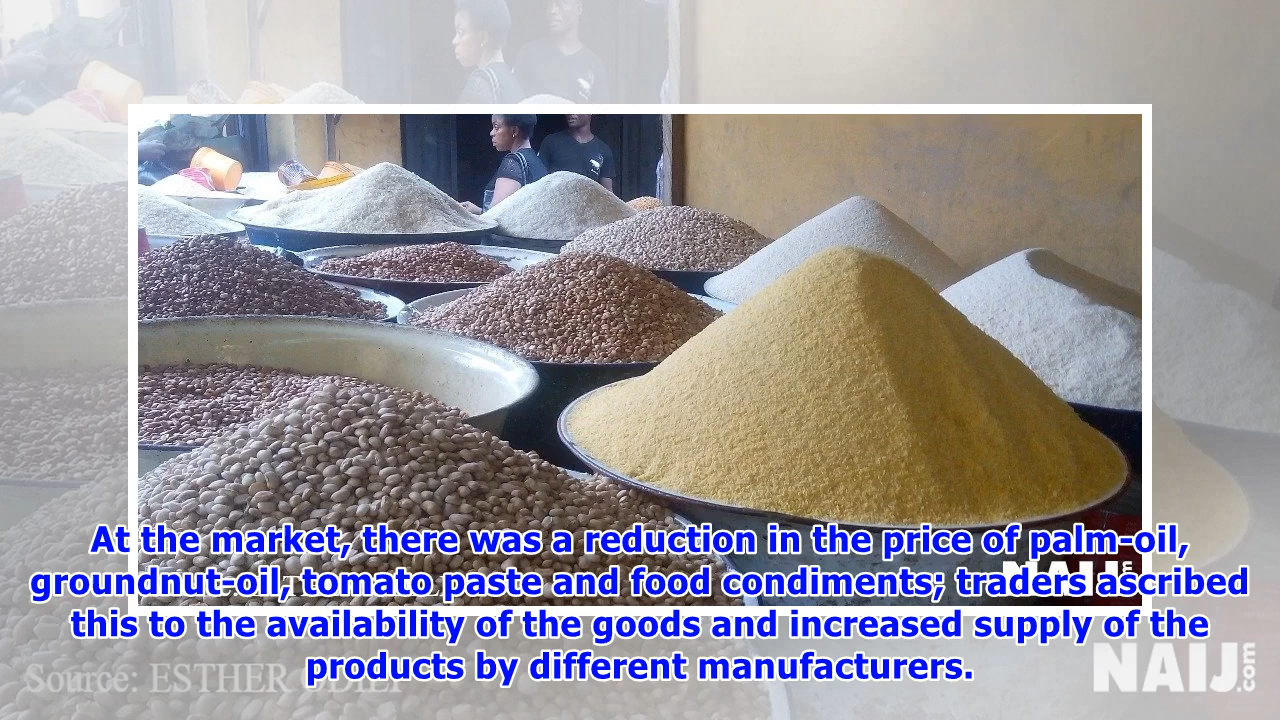 At the market, there was a reduction in the price of palm-oil,
groundnut-oil, tomato paste and food condiments; traders ascribed
this to the availability of the goods and increased supply of the
products by different manufacturers.
Source: ESTHER
NAIJ.com